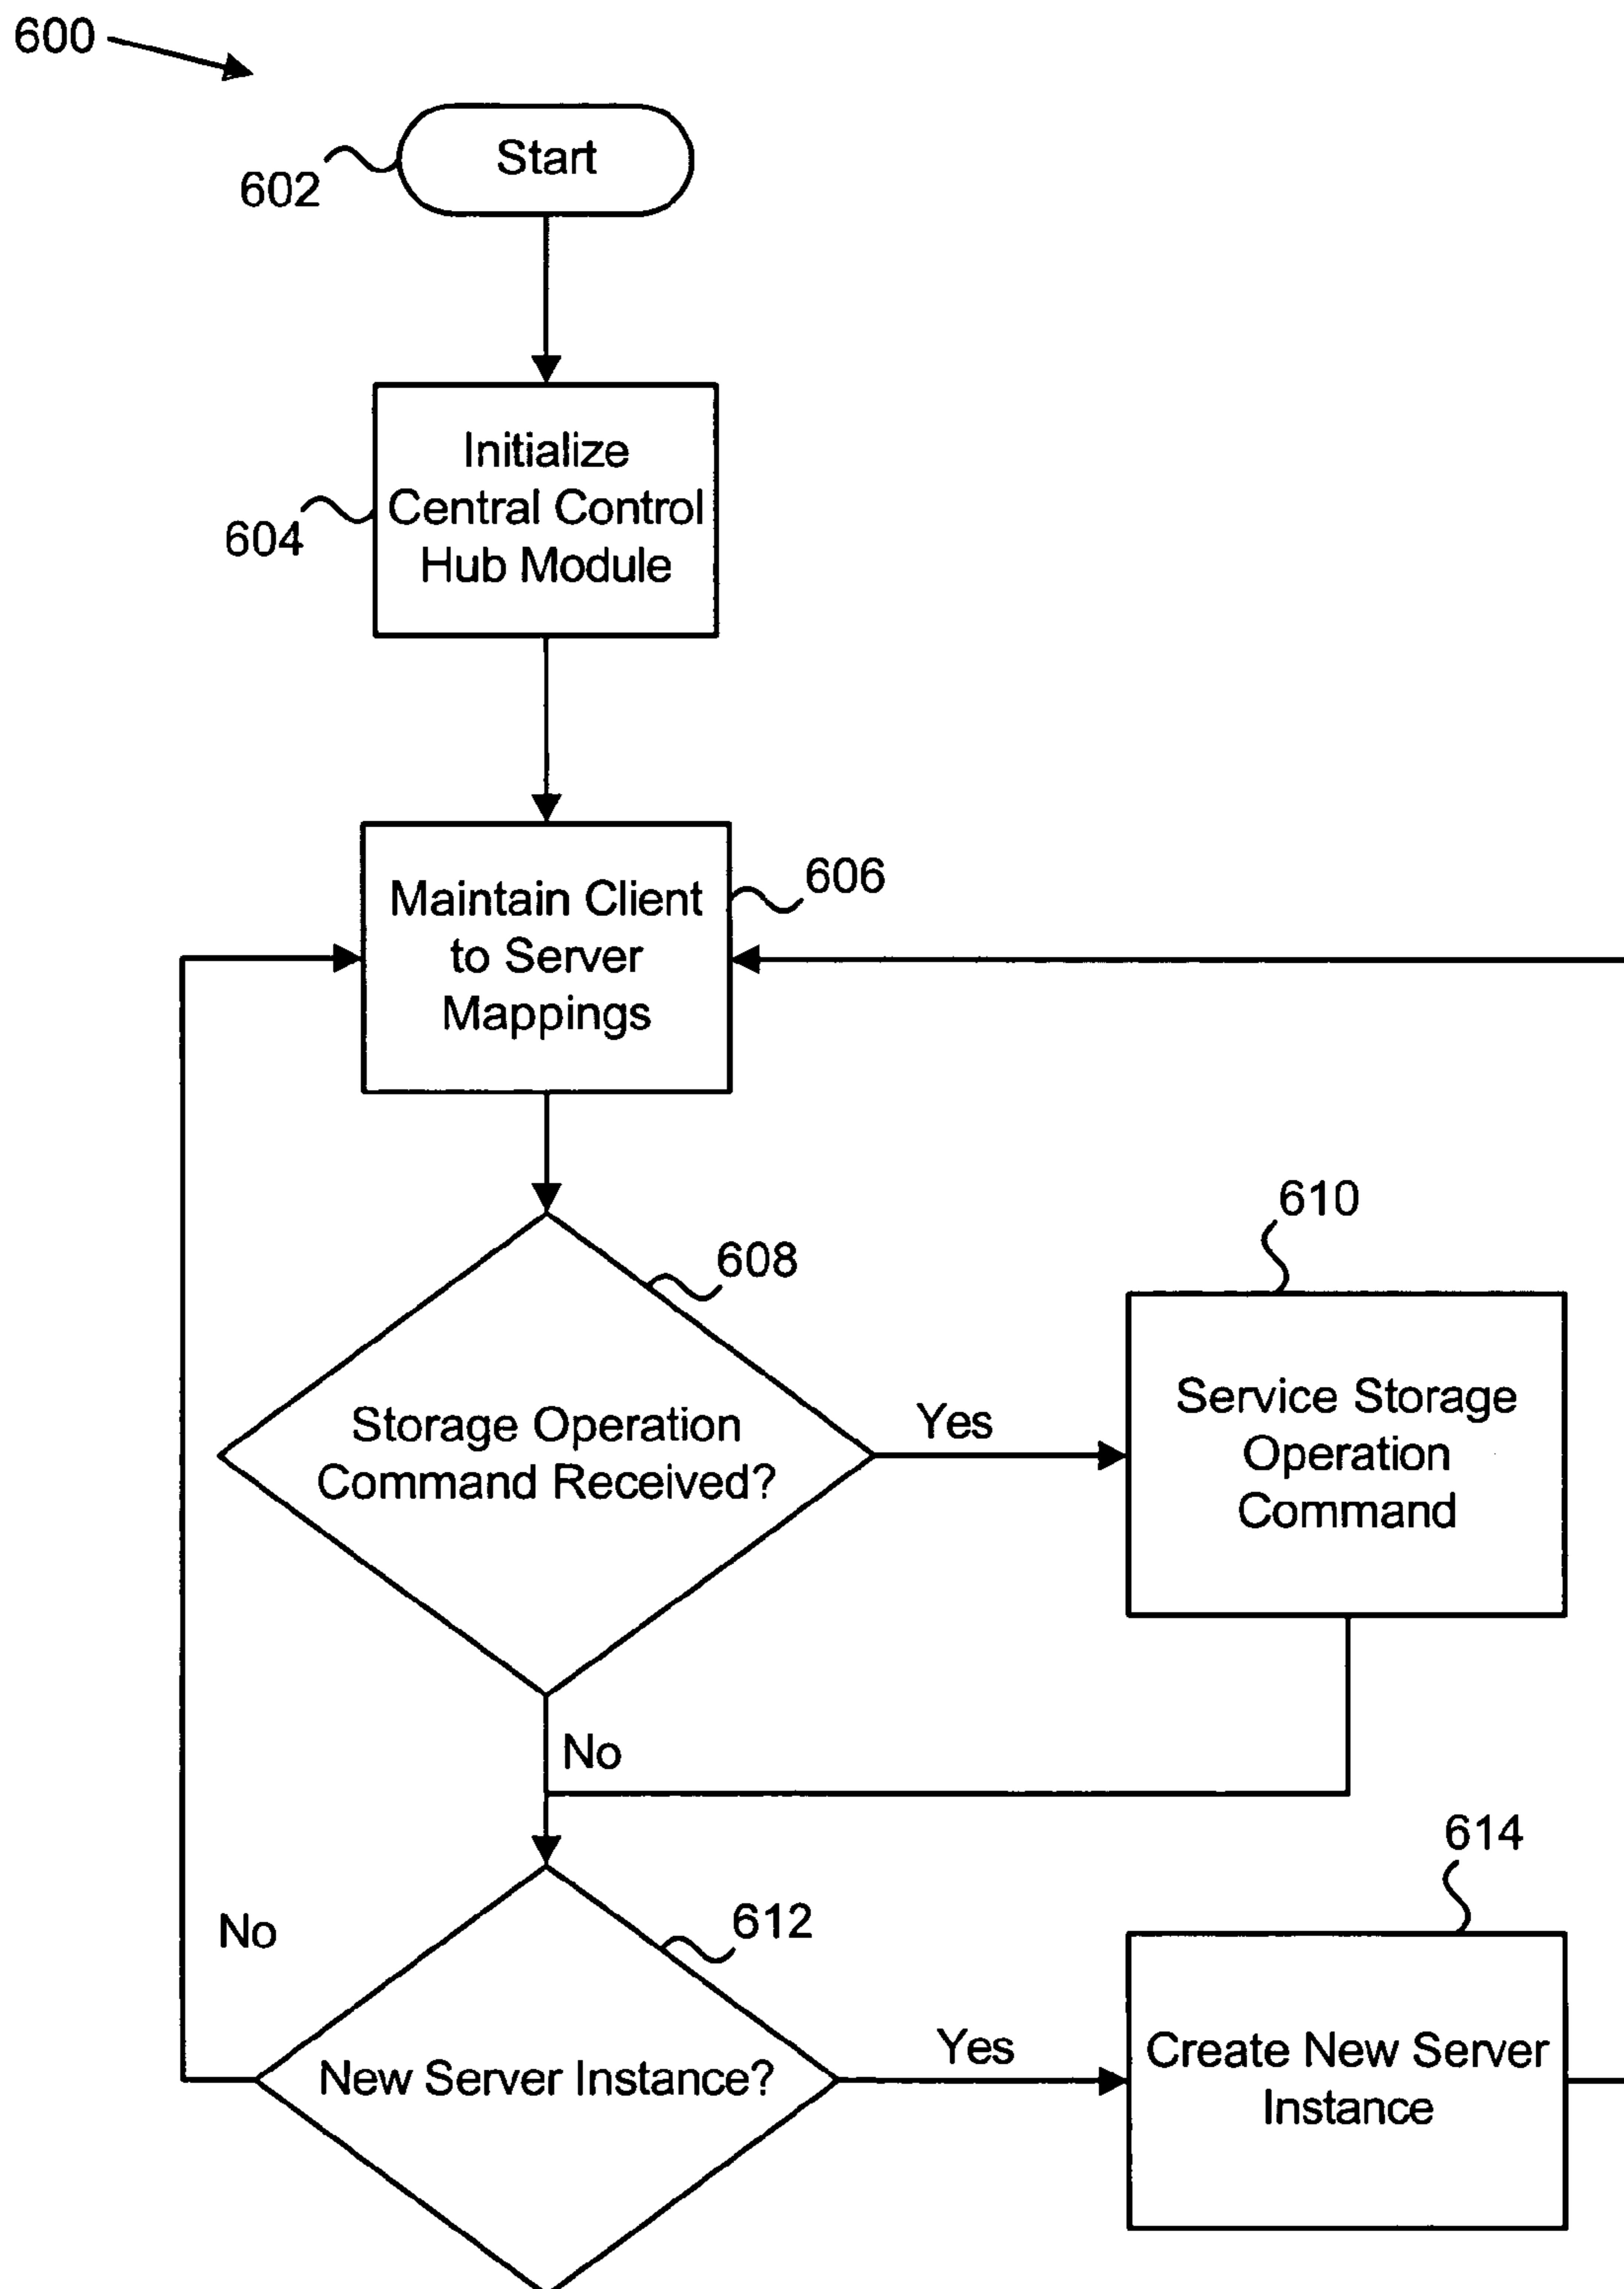 600
Start
602
Initialize
Central Control
Hub Module
604
Maintain Client
to Server
Mappings
606
608
610
Storage Operation
Command Received?
Yes
Service Storage
Operation
Command
No
614
612
No
New Server Instance?
Yes
Create New Server
Instance